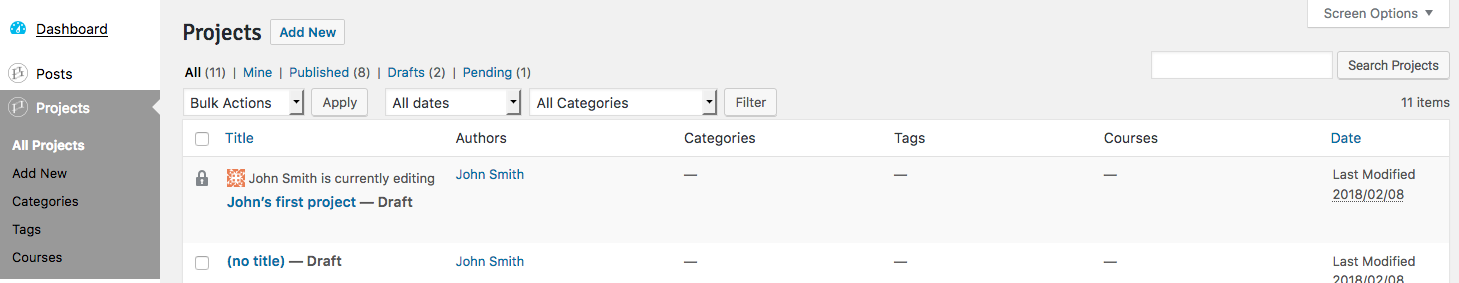 Screen Options ▼
Dashboard
Projects Add New
Posts
All (11) | Mine | Published (8) | Drafts (2) | Pending (1)
Search Projects
Projects
Bulk Actions Apply All dates All Categories Filter
11 items
Title Authors Categories Tags Courses Date
All Projects
Add New
Categories
Tags
Courses
John Smith is currently editing John Smith — — — Last Modified
John's first project — Draft 2018/02/08
(no title) — Draft John Smith — — — Last Modified
2018/02/08